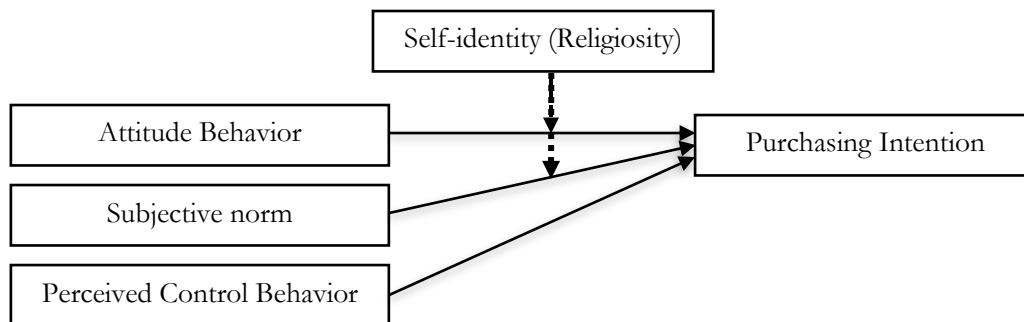 Self-identity (Religiosity)
Attitude Behavior
Purchasing Intention
Subjective norm
Perceived Control Behavior